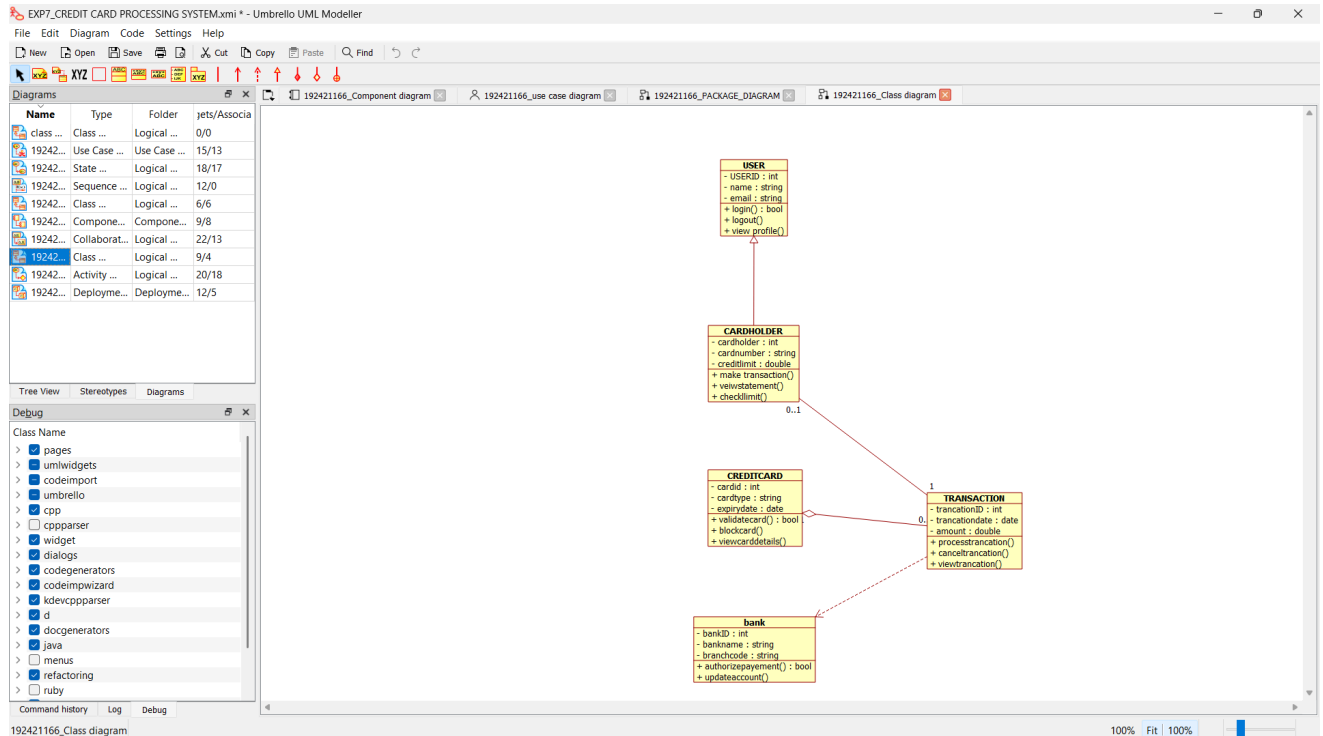 EXP7_CREDIT CARD PROCESSING SYSTEM.xmi * - Umbrello UML Modeller
File Edit Diagram Code Settings Help
New Open Save Cut Copy Paste Find
XYZ XYZ ABC ABC XYZ
Diagrams
192421166_Component diagram 192421166_use case diagram 192421166_PACKAGE_DIAGRAM 192421166_Class diagram
Name Type Folder jets/Associa
class ... Class ... Logical ... 0/0
19242... Use Case ... Use Case ... 15/13
19242... State ... Logical ... 18/17
19242... Sequence ... Logical ... 12/0
19242... Class ... Logical ... 6/6
19242... Compone... Compone... 9/8
19242... Collaborat... Logical ... 22/13
19242... Class ... Logical ... 9/4
19242... Activity ... Logical ... 20/18
19242... Deployme... Deployme... 12/5
Tree View Stereotypes Diagrams
Debug
Class Name
pages
umlwidgets
codeimport
umbrello
cpp
cppparser
widget
dialogs
codegenerators
codeimpwizard
kdevcppparser
d
docgenerators
java
menus
refactoring
ruby
Command history Log Debug
192421166_Class diagram
USER
- USERID : int
- name : string
- email : string
+ login() : bool
+ logout()
+ view profile()
CARDHOLDER
- cardholder : int
- cardnumber : string
- creditlimit : double
+ make transaction()
+ veiwstatement()
+ checkllimit()
0..1
1
CREDITCARD
- cardid : int
- cardtype : string
- expirydate : date
+ validatecard() : bool
+ blockcard()
+ viewcarddetails()
0.
TRANSACTION
- trancationID : int
- trancationdate : date
- amount : double
+ processtrancation()
+ canceltrancation()
+ viewtrancation()
bank
- bankID : int
- bankname : string
- branchcode : string
+ authorizepayement() : bool
+ updateaccount()
100% Fit 100%